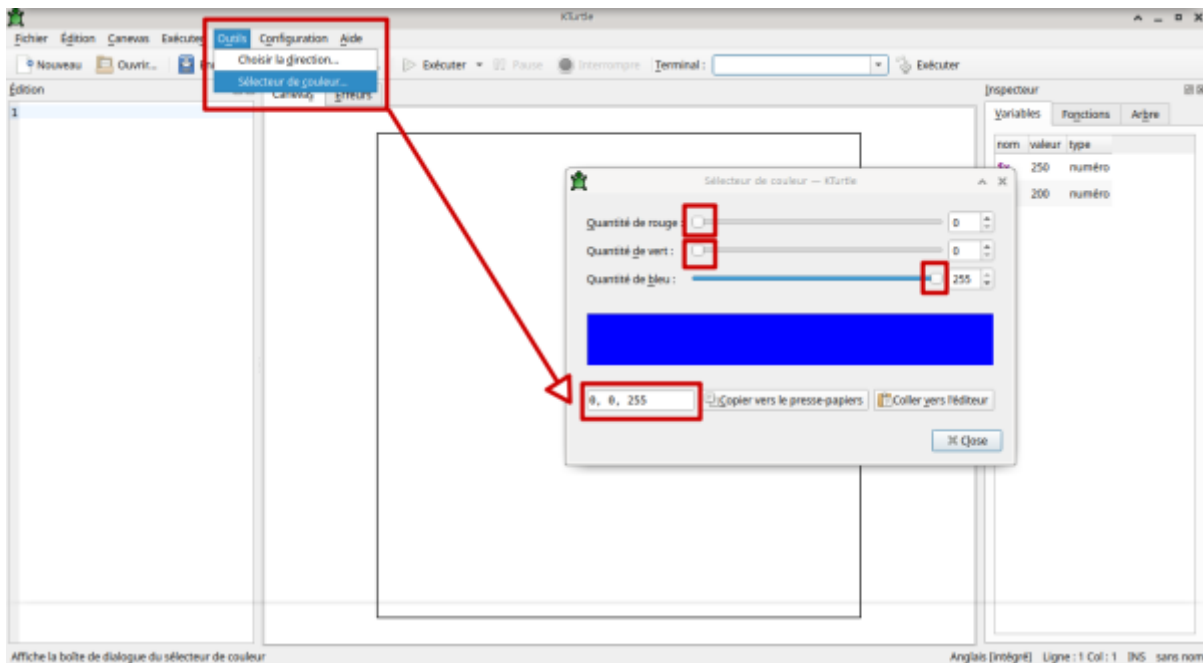 KTurtle
Fichier Édition Canevas Exécuter Outils Configuration Aide
Nouveau Ouvrir... Exécuter Pause Interrompre Terminal : Exécuter
Choisir la direction...
Sélecteur de couleur...
Édition
Canevas Erreurs
Inspecteur
1
Variables Fonctions Arbre
nom valeur type
250 numéro
200 numéro
Sélecteur de couleur — KTurtle
Quantité de rouge : 0
Quantité de vert : 0
Quantité de bleu : 255
0, 0, 255 Copier vers le presse-papiers Coller vers l'éditeur
Close
Affiche la boîte de dialogue du sélecteur de couleur
Anglais [intégré] Ligne : 1 Col : 1 INS sans nom